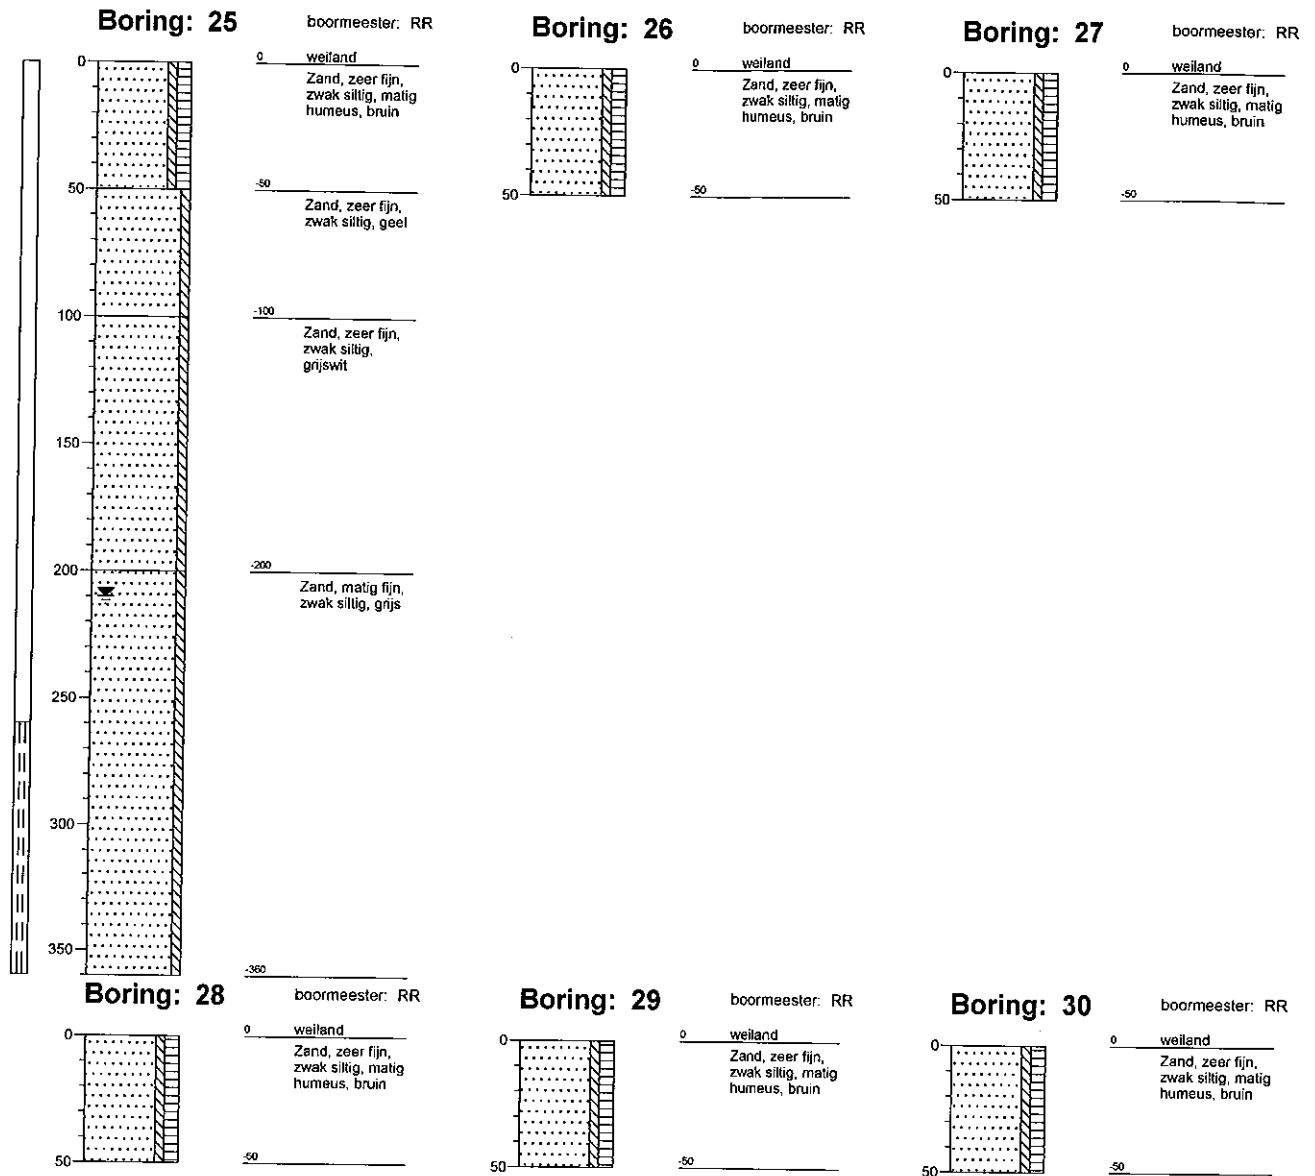 Boring: 25
boormeester: RR
0
50
100
150
200
250
300
350
0 weiland
Zand, zeer fijn,
zwak siltig, matig
humeus, bruin
-50
Zand, zeer fijn,
zwak siltig, geel
-100
Zand, zeer fijn,
zwak siltig,
grijswit
-200
Zand, matig fijn,
zwak siltig, grijs
-360
Boring: 26
boormeester: RR
0
50
0 weiland
Zand, zeer fijn,
zwak siltig, matig
humeus, bruin
-50
Boring: 27
boormeester: RR
0
50
0 weiland
Zand, zeer fijn,
zwak siltig, matig
humeus, bruin
-50
Boring: 28
boormeester: RR
0
50
0 weiland
Zand, zeer fijn,
zwak siltig, matig
humeus, bruin
-50
Boring: 29
boormeester: RR
0
50
0 weiland
Zand, zeer fijn,
zwak siltig, matig
humeus, bruin
-50
Boring: 30
boormeester: RR
0
50
0 weiland
Zand, zeer fijn,
zwak siltig, matig
humeus, bruin
-50